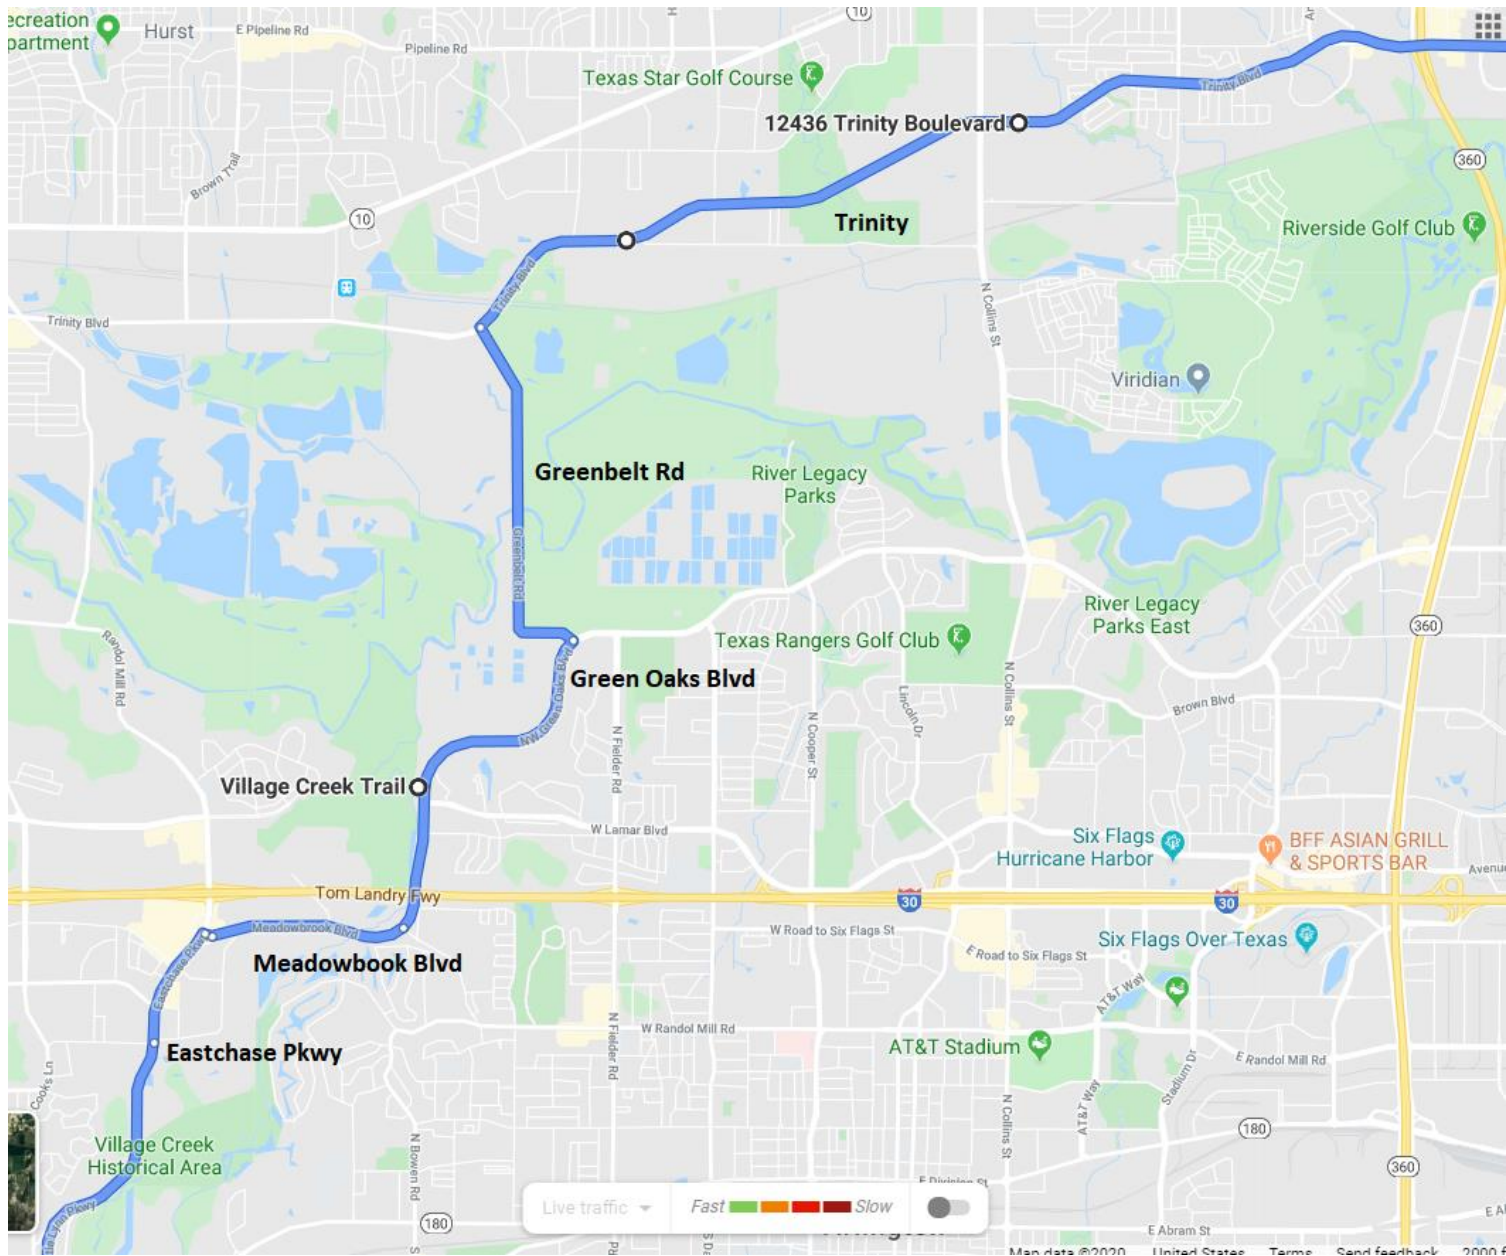 ecreation
partment
Hurst
E Pipeline Rd
Pipeline Rd
10
Texas Star Golf Course
Trinity Blvd
12436 Trinity Boulevard
360
Brown Trail
10
Trinity
Riverside Golf Club
Trinity Blvd
N Collins St
Trinity Blvd
Viridian
Greenbelt Rd
River Legacy
Parks
Greenbelt Rd
River Legacy
Parks East
360
Randol Mill Rd
Texas Rangers Golf Club
Green Oaks Blvd
NW Green Oaks Blvd
Lincoln Dr
N Collins St
Brown Blvd
N Fielder Rd
N Cooper St
Village Creek Trail
W Lamar Blvd
Six Flags
Hurricane Harbor
BFF ASIAN GRILL
& SPORTS BAR
Avenu
Tom Landry Fwy
30
30
Meadowbrook Blvd
W Road to Six Flags St
Six Flags Over Texas
E Road to Six Flags St
Meadowbook Blvd
Eastchase Pkwy
AT&T Way
W Randol Mill Rd
N Fielder Rd
AT&T Stadium
Eastchase Pkwy
E Randol Mill Rd
Stadium Dr
Cooks Ln
AT&T Way
N Collins St
180
Village Creek
Historical Area
N Bowen Rd
360
E Division St
Live traffic
Fast
Slow
180
E Abram St
Map data ©2020
United States
Terms
Send feedback
2000 f